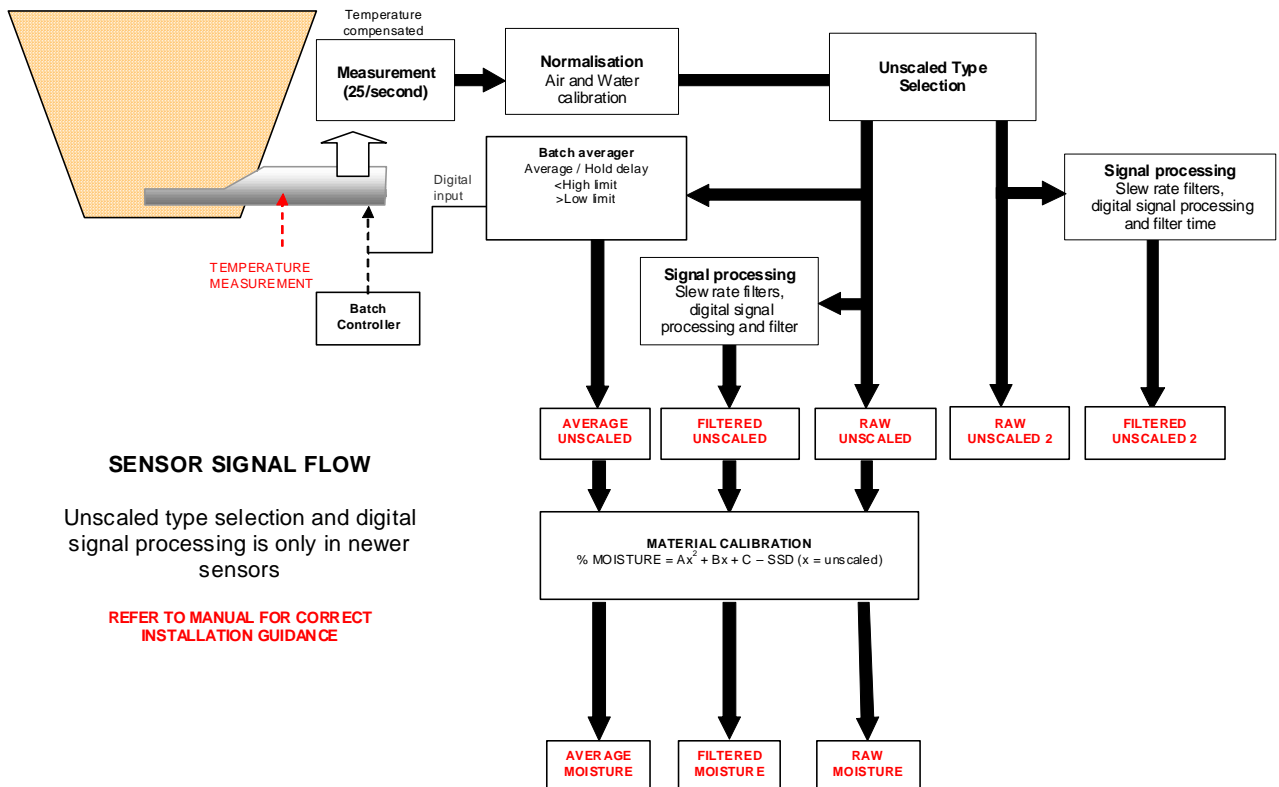 Temperature
compensated
Measurement
(25/second)
Normalisation
Air and Water
calibration
Unscaled Type
Selection
Batch averager
Average / Hold delay
<High limit
>Low limit
Digital
input
Signal processing
Slew rate filters,
digital signal processing
and filter time
TEMPERATURE
MEASUREMENT
Batch
Controller
Signal processing
Slew rate filters,
digital signal
processing and filter
AVERAGE
UNSCALED
FILTERED
UNSCALED
RAW
UNSCALED
RAW
UNSCALED 2
FILTERED
UNSCALED 2
SENSOR SIGNAL FLOW
Unscaled type selection and digital
signal processing is only in newer
sensors
REFER TO MANUAL FOR CORRECT
INSTALLATION GUIDANCE
MATERIAL CALIBRATION
% MOISTURE = Ax² + Bx + C – SSD (x = unscaled)
AVERAGE
MOISTURE
FILTERED
MOISTURE
RAW
MOISTURE